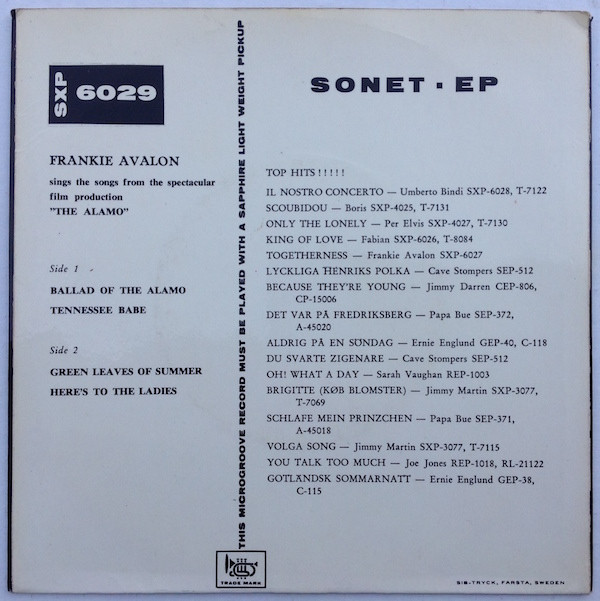 SXP 6029
FRANKIE AVALON
sings the songs from the spectacular
film production
"THE ALAMO"
Side 1
BALLAD OF THE ALAMO
TENNESSEE BABE
Side 2
GREEN LEAVES OF SUMMER
HERE'S TO THE LADIES
THIS MICROGROOVE RECORD MUST BE PLAYED WITH A SAPPHIRE LIGHT WEIGHT PICKUP
TRADE MARK
SONET · EP
TOP HITS!!!!!
IL NOSTRO CONCERTO — Umberto Bindi SXP-6028, T-7122
SCOUBIDOU — Boris SXP-4025, T-7131
ONLY THE LONELY — Per Elvis SXP-4027, T-7130
KING OF LOVE — Fabian SXP-6026, T-8084
TOGETHERNESS — Frankie Avalon SXP-6027
LYCKLIGA HENRIKS POLKA — Cave Stompers SEP-512
BECAUSE THEY'RE YOUNG — Jimmy Darren CEP-806,
CP-15006
DET VAR PÅ FREDRIKSBERG — Papa Bue SEP-372,
A-45020
ALDRIG PÅ EN SÖNDAG — Ernie Englund GEP-40, C-118
DU SVARTE ZIGENARE — Cave Stompers SEP-512
OH! WHAT A DAY — Sarah Vaughan REP-1003
BRIGITTE (KØB BLOMSTER) — Jimmy Martin SXP-3077,
T-7069
SCHLAFE MEIN PRINZCHEN — Papa Bue SEP-371,
A-45018
VOLGA SONG — Jimmy Martin SXP-3077, T-7115
YOU TALK TOO MUCH — Joe Jones REP-1018, RL-21122
GOTLÄNDSK SOMMARNATT — Ernie Englund GEP-38,
C-115
SIB-TRYCK, FARSTA, SWEDEN